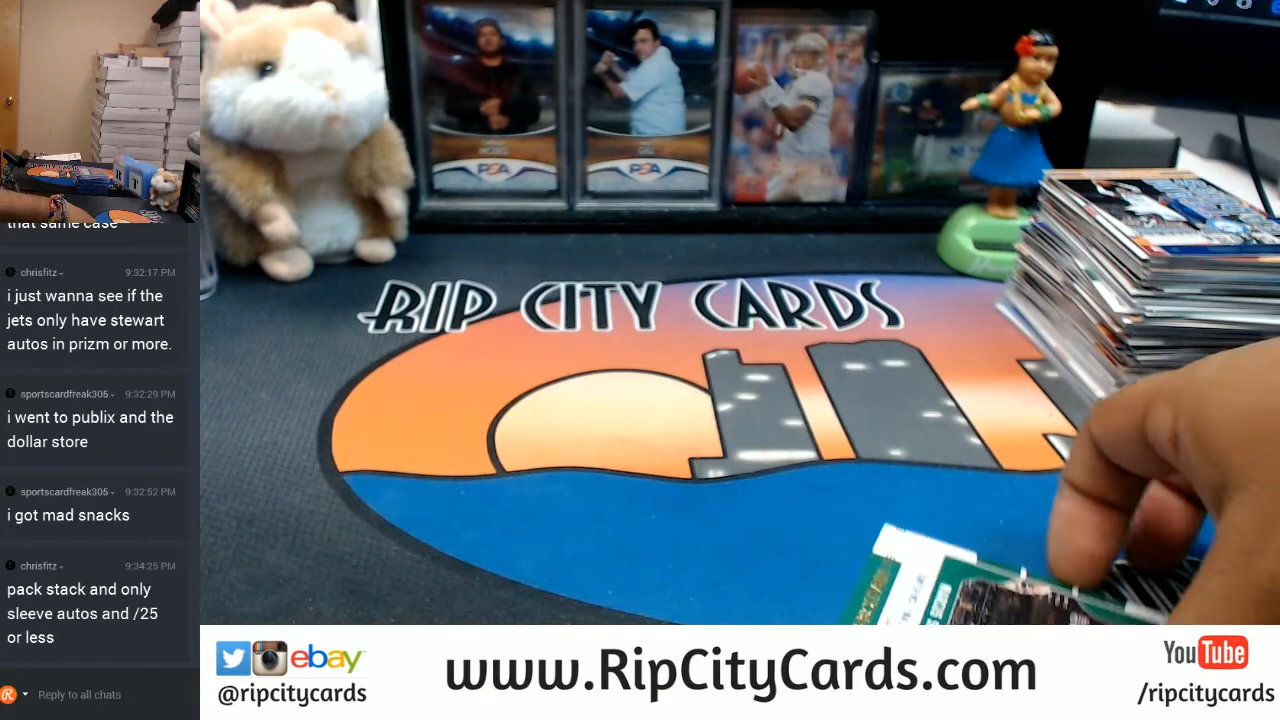 that same case
chrisfitz
9:32:17 PM
i just wanna see if the
jets only have stewart
autos in prizm or more.
sportscardfreak305
9:32:29 PM
i went to publix and the
dollar store
sportscardfreak305
9:32:52 PM
i got mad snacks
chrisfitz
9:34:25 PM
pack stack and only
sleeve autos and /25
or less
Reply to all chats
PSA
PSA
RIP CITY CARDS
ebay
@ripcitycards
www.RipCityCards.com
YouTube
/ripcitycards